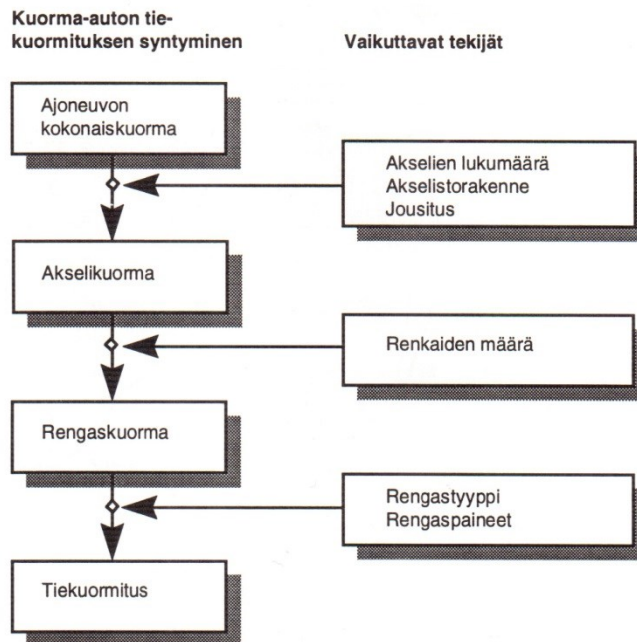 Kuorma-auton tie-
kuormituksen syntyminen
Vaikuttavat tekijät
Ajoneuvon
kokonaiskuorma
Akselien lukumäärä
Akselistorakenne
Jousitus
Akselikuorma
Renkaiden määrä
Rengaskuorma
Rengastyyppi
Rengaspaineet
Tiekuormitus